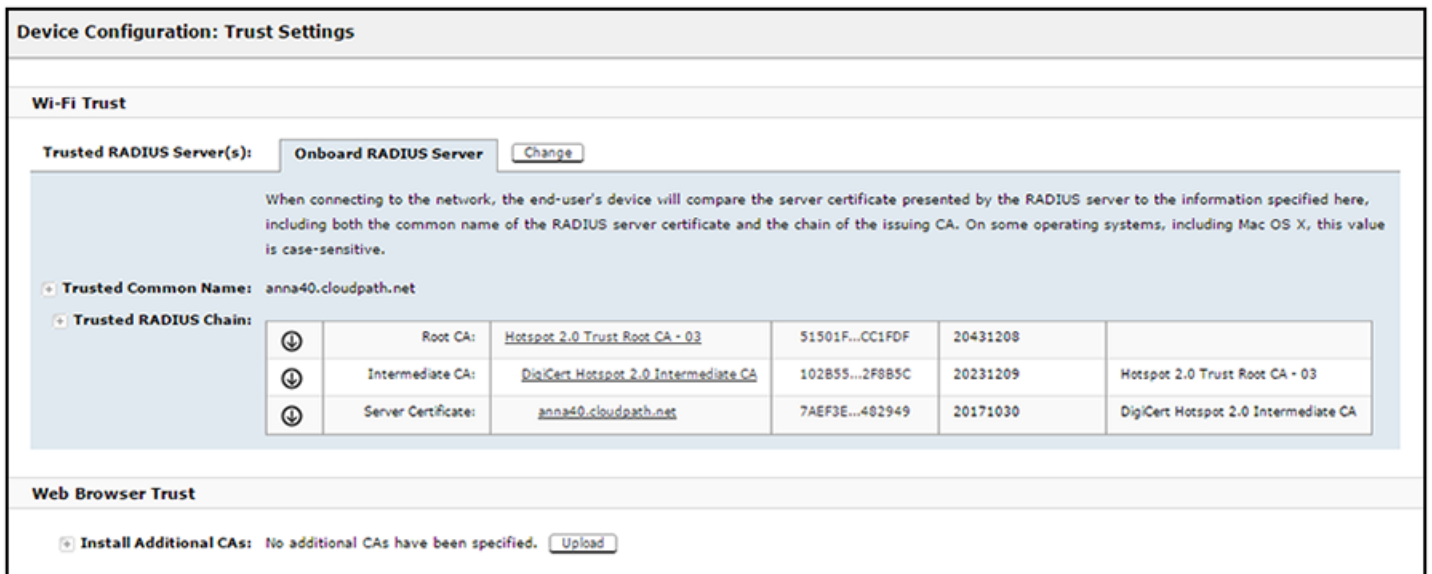 Device Configuration: Trust Settings
Wi-Fi Trust
Trusted RADIUS Server(s): Onboard RADIUS Server Change
When connecting to the network, the end-user's device will compare the server certificate presented by the RADIUS server to the information specified here,
including both the common name of the RADIUS server certificate and the chain of the issuing CA. On some operating systems, including Mac OS X, this value
is case-sensitive.
Trusted Common Name: anna40.cloudpath.net
Trusted RADIUS Chain:
Root CA: Hotspot 2.0 Trust Root CA - 03 51501F...CC1FDF 20431208
Intermediate CA: DigiCert Hotspot 2.0 Intermediate CA 102B55...2F8B5C 20231209 Hotspot 2.0 Trust Root CA - 03
Server Certificate: anna40.cloudpath.net 7AEF3E...482949 20171030 DigiCert Hotspot 2.0 Intermediate CA
Web Browser Trust
Install Additional CAs: No additional CAs have been specified. Upload